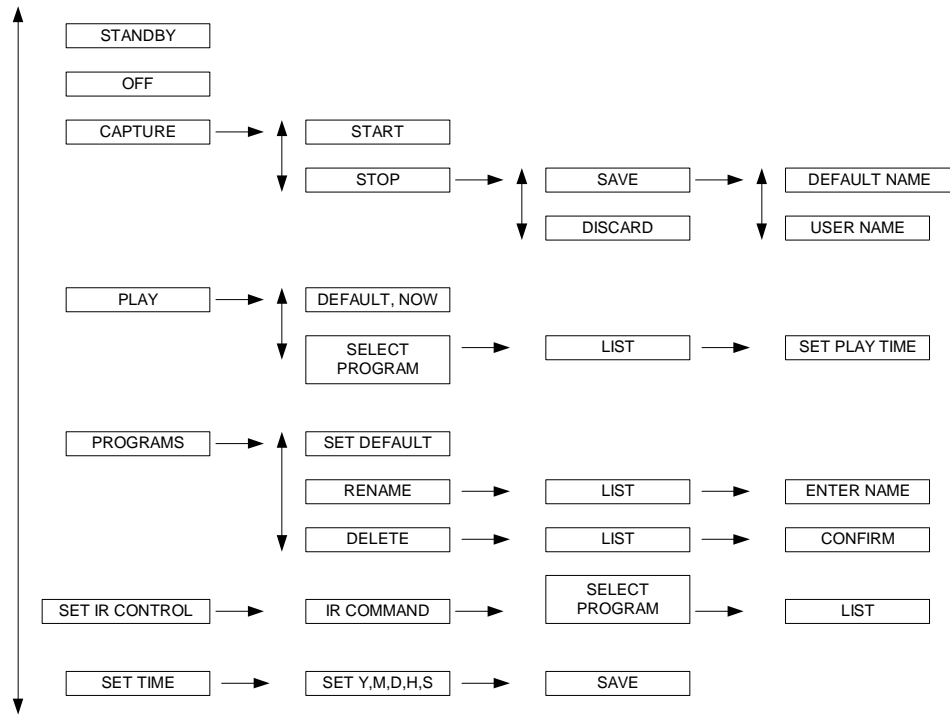 STANDBY
OFF
CAPTURE
START
STOP
SAVE
DEFAULT NAME
DISCARD
USER NAME
PLAY
DEFAULT, NOW
SELECT
PROGRAM
LIST
SET PLAY TIME
PROGRAMS
SET DEFAULT
RENAME
LIST
ENTER NAME
DELETE
LIST
CONFIRM
SET IR CONTROL
IR COMMAND
SELECT
PROGRAM
LIST
SET TIME
SET Y,M,D,H,S
SAVE